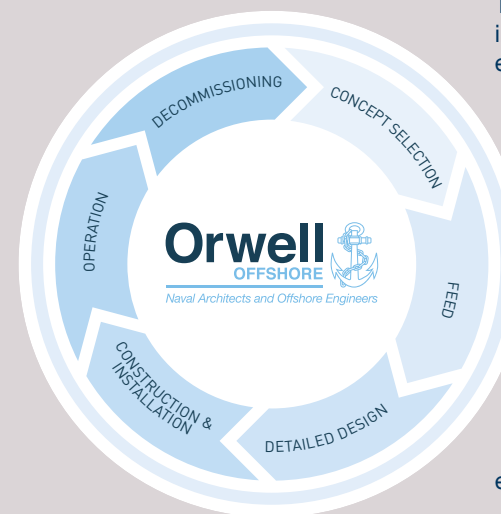 DECOMMISSIONING
CONCEPT SELECTION
FEED
DETAILED DESIGN
CONSTRUCTION &
INSTALLATION
OPERATION
Orwell
OFFSHORE
Naval Architects and Offshore Engineers